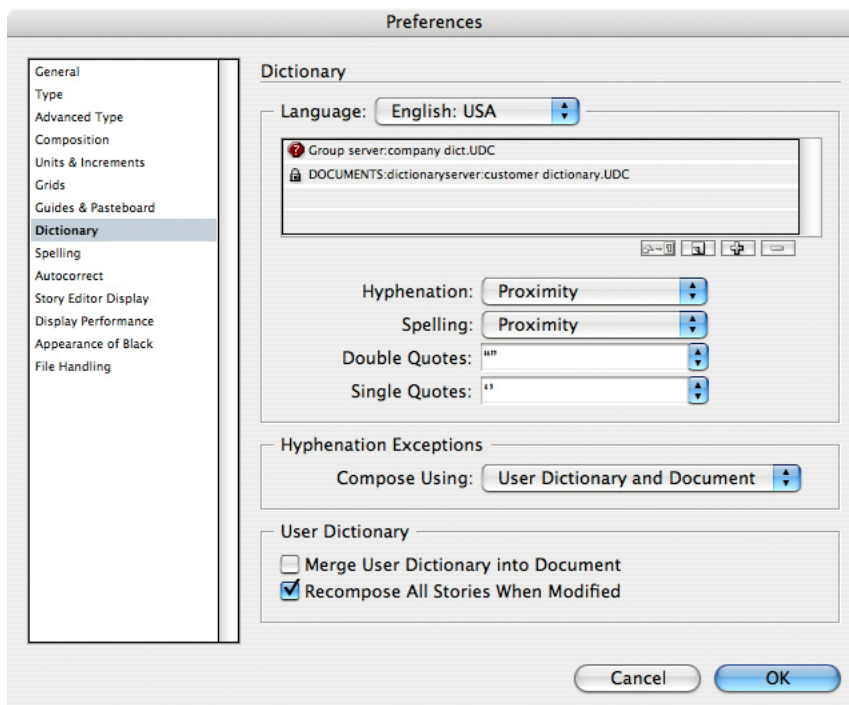 Preferences
General
Type
Advanced Type
Composition
Units & Increments
Grids
Guides & Pasteboard
Dictionary
Spelling
Autocorrect
Story Editor Display
Display Performance
Appearance of Black
File Handling
Dictionary
Language: English: USA
Group server:company dict.UDC
DOCUMENTS:dictionaryserver:customer dictionary.UDC
Hyphenation: Proximity
Spelling: Proximity
Double Quotes: “”
Single Quotes: ‘’
Hyphenation Exceptions
Compose Using: User Dictionary and Document
User Dictionary
Merge User Dictionary into Document
Recompose All Stories When Modified
Cancel OK